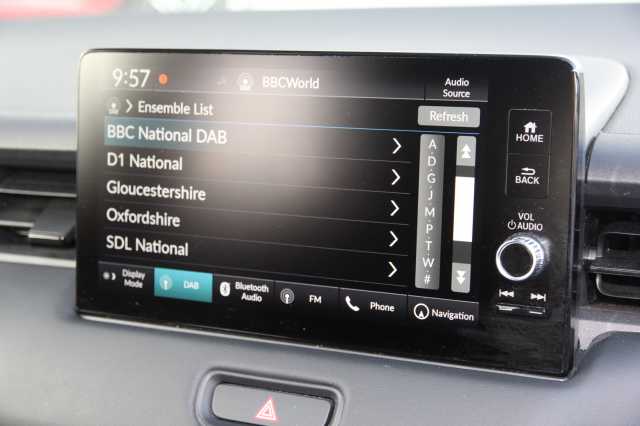 9:57
BBCWorld
Audio
Source
Ensemble List
Refresh
BBC National DAB
D1 National
Gloucestershire
Oxfordshire
SDL National
A
D
G
J
M
P
T
W
#
HOME
BACK
VOL
AUDIO
Display
Mode
DAB
Bluetooth
Audio
FM
Phone
Navigation